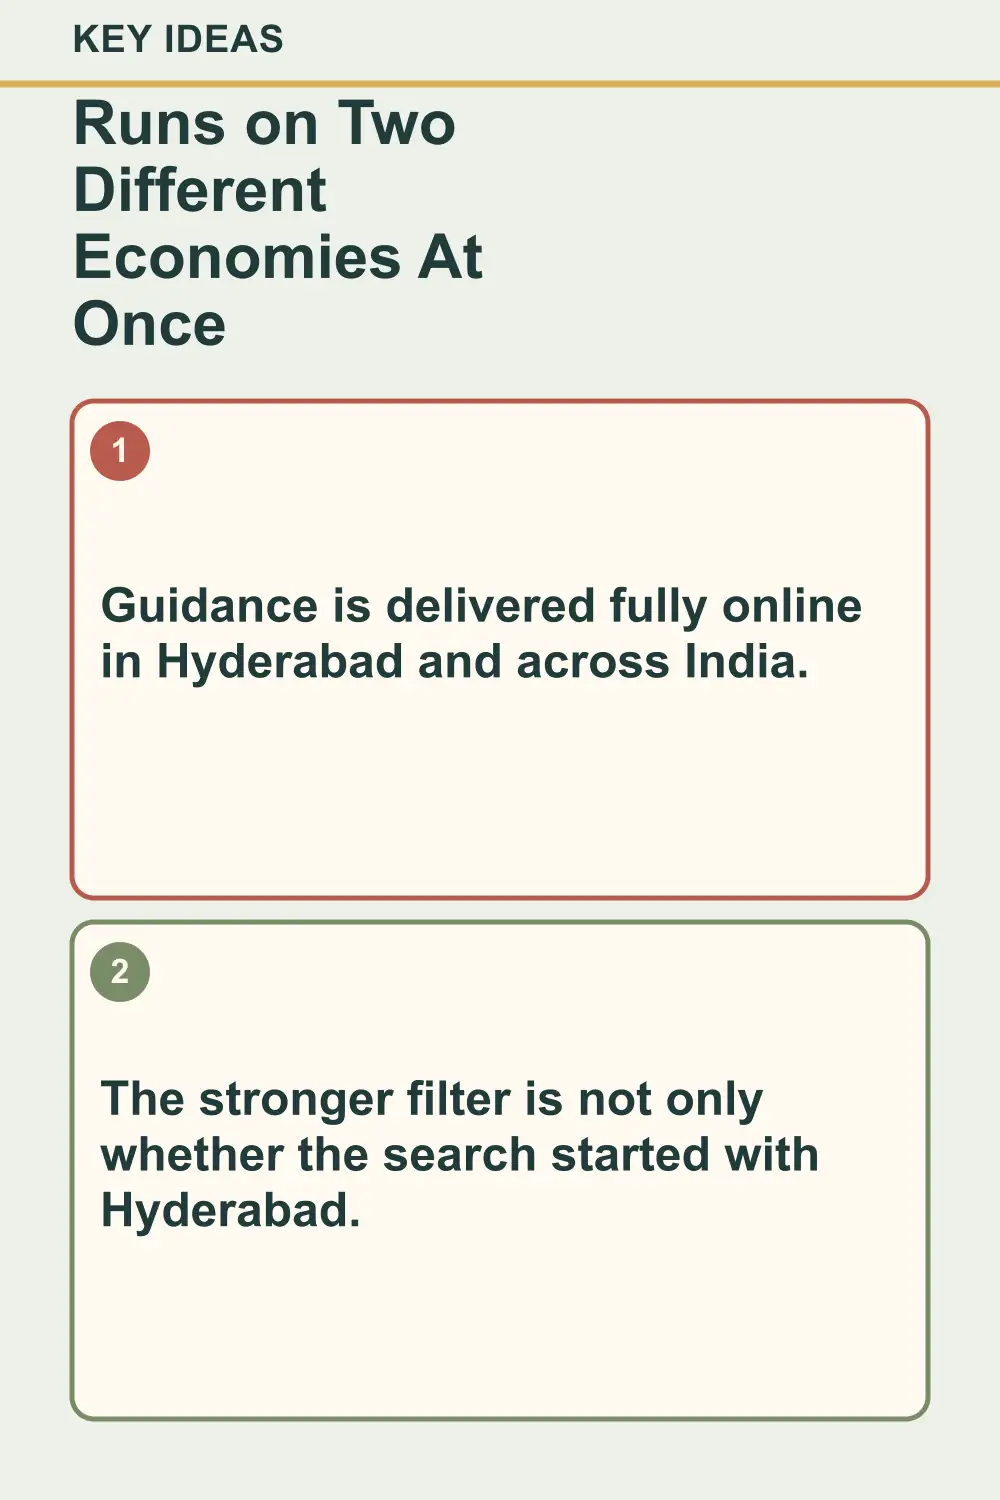 KEY IDEAS
Runs on Two
Different
Economies At
Once
1
Guidance is delivered fully online
in Hyderabad and across India.
2
The stronger filter is not only
whether the search started with
Hyderabad.